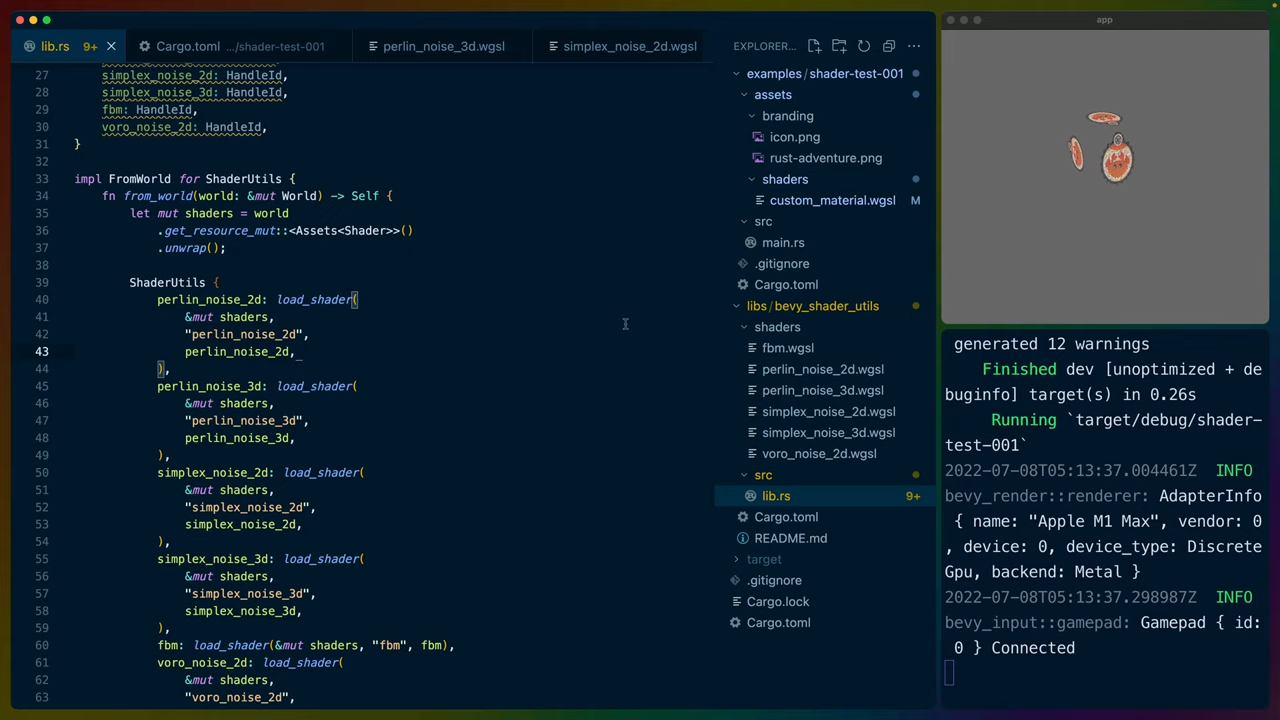 lib.rs 9+
Cargo.toml .../shader-test-001
perlin_noise_3d.wgsl
simplex_noise_2d.wgsl
27 simplex_noise_2d: HandleId,
28 simplex_noise_3d: HandleId,
29 fbm: HandleId,
30 voro_noise_2d: HandleId,
31 }
32
33 impl FromWorld for ShaderUtils {
34 fn from_world(world: &mut World) -> Self {
35 let mut shaders = world
36 .get_resource_mut::<Assets<Shader>>()
37 .unwrap();
38
39 ShaderUtils {
40 perlin_noise_2d: load_shader(
41 &mut shaders,
42 "perlin_noise_2d",
43 perlin_noise_2d,
44 ),
45 perlin_noise_3d: load_shader(
46 &mut shaders,
47 "perlin_noise_3d",
48 perlin_noise_3d,
49 ),
50 simplex_noise_2d: load_shader(
51 &mut shaders,
52 "simplex_noise_2d",
53 simplex_noise_2d,
54 ),
55 simplex_noise_3d: load_shader(
56 &mut shaders,
57 "simplex_noise_3d",
58 simplex_noise_3d,
59 ),
60 fbm: load_shader(&mut shaders, "fbm", fbm),
61 voro_noise_2d: load_shader(
62 &mut shaders,
63 "voro_noise_2d",
EXPLORER...
examples/shader-test-001
assets
branding
icon.png
rust-adventure.png
shaders
custom_material.wgsl M
src
main.rs
.gitignore
Cargo.toml
libs/bevy_shader_utils
shaders
fbm.wgsl
perlin_noise_2d.wgsl
perlin_noise_3d.wgsl
simplex_noise_2d.wgsl
simplex_noise_3d.wgsl
voro_noise_2d.wgsl
src
lib.rs 9+
Cargo.toml
README.md
target
.gitignore
Cargo.lock
Cargo.toml
app
generated 12 warnings
Finished dev [unoptimized + de
buginfo] target(s) in 0.26s
Running `target/debug/shader-
test-001`
2022-07-08T05:13:37.004461Z INFO
bevy_render::renderer: AdapterInfo
{ name: "Apple M1 Max", vendor: 0
, device: 0, device_type: Discrete
Gpu, backend: Metal }
2022-07-08T05:13:37.298987Z INFO
bevy_input::gamepad: Gamepad { id:
0 } Connected